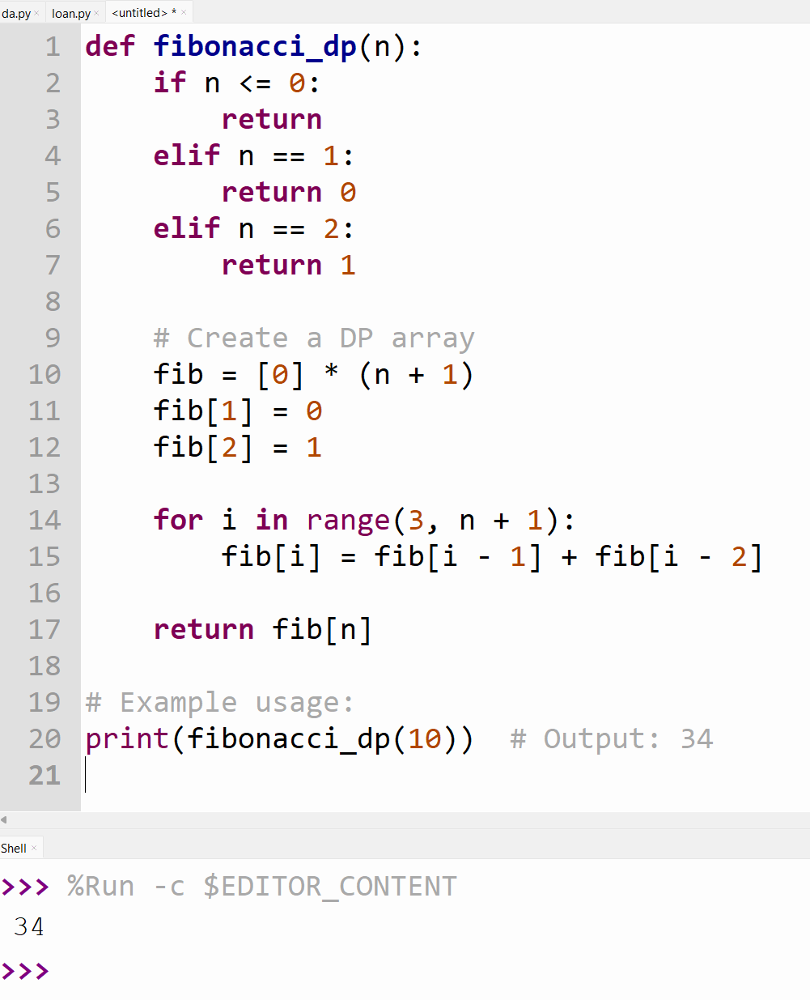 da.py × loan.py × <untitled> * ×
1 def fibonacci_dp(n):
2     if n <= 0:
3         return
4     elif n == 1:
5         return 0
6     elif n == 2:
7         return 1
8
9     # Create a DP array
10     fib = [0] * (n + 1)
11     fib[1] = 0
12     fib[2] = 1
13
14     for i in range(3, n + 1):
15         fib[i] = fib[i - 1] + fib[i - 2]
16
17     return fib[n]
18
19 # Example usage:
20 print(fibonacci_dp(10))  # Output: 34
21
Shell ×
>>> %Run -c $EDITOR_CONTENT
34
>>>